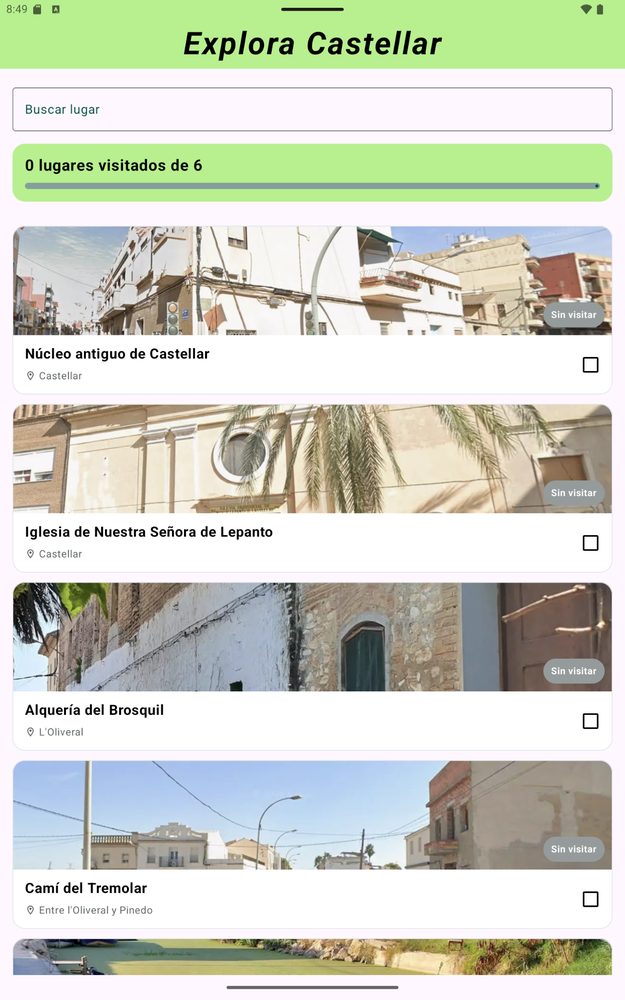 8:49
Explora Castellar
Buscar lugar
0 lugares visitados de 6
Sin visitar
Núcleo antiguo de Castellar
Castellar
Sin visitar
Iglesia de Nuestra Señora de Lepanto
Castellar
Sin visitar
Alquería del Brosquil
L'Oliveral
Sin visitar
Camí del Tremolar
Entre l'Oliveral y Pinedo